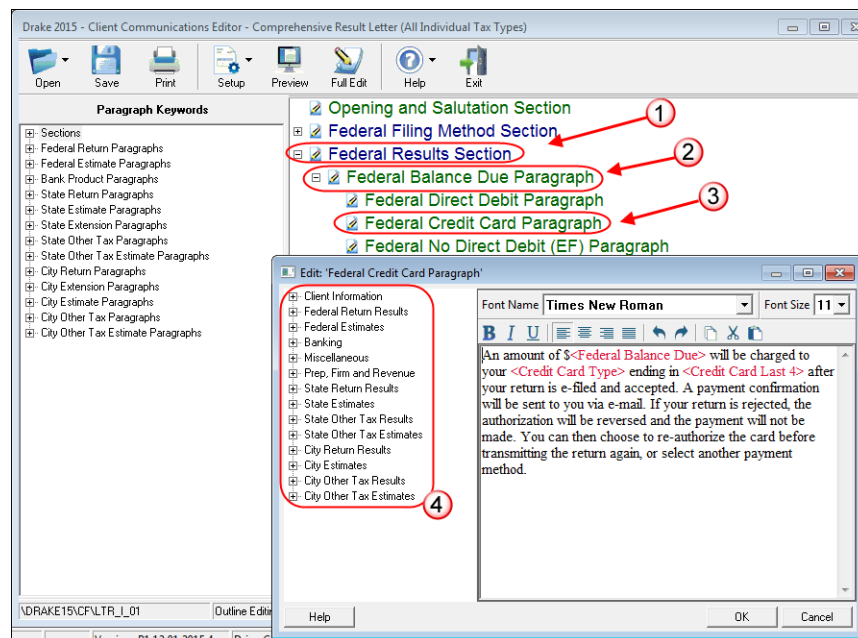 Drake 2015 - Client Communications Editor - Comprehensive Result Letter (All Individual Tax Types)
Open Save Print Setup Preview Full Edit Help Exit
Paragraph Keywords
Sections
Federal Return Paragraphs
Federal Estimate Paragraphs
Bank Product Paragraphs
State Return Paragraphs
State Estimate Paragraphs
State Extension Paragraphs
State Other Tax Paragraphs
State Other Tax Estimate Paragraphs
City Return Paragraphs
City Extension Paragraphs
City Estimate Paragraphs
City Other Tax Paragraphs
City Other Tax Estimate Paragraphs
Opening and Salutation Section
Federal Filing Method Section
1
Federal Results Section
2
Federal Balance Due Paragraph
Federal Direct Debit Paragraph
3
Federal Credit Card Paragraph
Federal No Direct Debit (EF) Paragraph
Edit: 'Federal Credit Card Paragraph'
Client Information
Federal Return Results
Federal Estimates
Banking
Miscellaneous
Prep, Firm and Revenue
State Return Results
State Estimates
State Other Tax Results
State Other Tax Estimates
City Return Results
City Estimates
City Other Tax Results
City Other Tax Estimates
4
Font Name Times New Roman Font Size 11
B I U
An amount of $<Federal Balance Due> will be charged to
your <Credit Card Type> ending in <Credit Card Last 4> after
your return is e-filed and accepted. A payment confirmation
will be sent to you via e-mail. If your return is rejected, the
authorization will be reversed and the payment will not be
made. You can then choose to re-authorize the card before
transmitting the return again, or select another payment
method.
\DRAKE15\CF\LTR_I_01 Outline Editing
Help OK Cancel